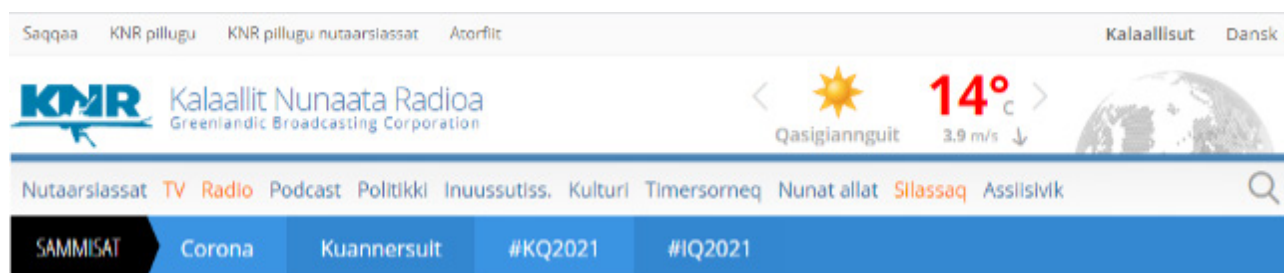 Saqqaa KNR pillugu KNR pillugu nutaarsiassat Atorfiit Kalaallisut Dansk
KNR Kalaallit Nunaata Radioa
Greenlandic Broadcasting Corporation
14° c
Qasigiannguit 3.9 m/s
Nutaarsiassat TV Radio Podcast Politikki Inuussutiss. Kulturi Timersorneq Nunat allat Silassaq Assiisivik
SAMMISAT Corona Kuannersuit #KQ2021 #IQ2021